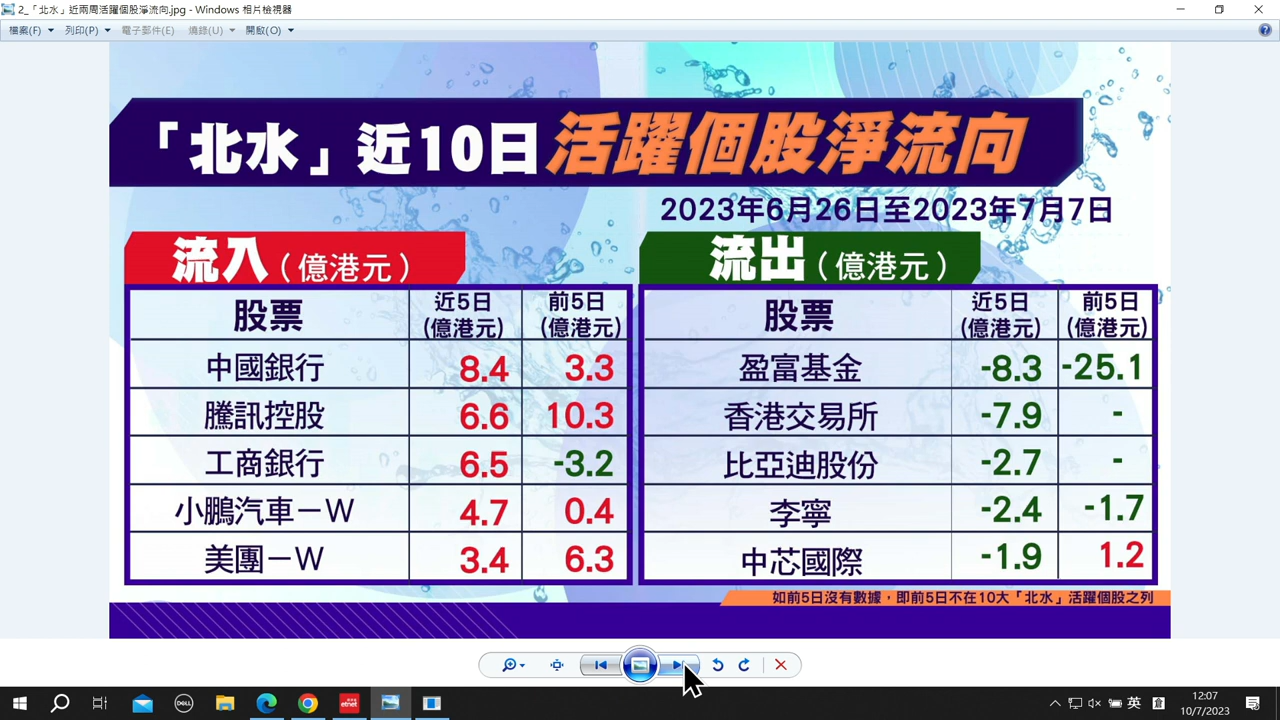 2_「北水」近兩周活躍個股淨流向.jpg - Windows 相片檢視器
檔案(F) 列印(P) 電子郵件(E) 燒錄(U) 開啟(O)
「北水」近10日活躍個股淨流向
2023年6月26日至2023年7月7日
流入（億港元）
股票 近5日(億港元) 前5日(億港元)
中國銀行 8.4 3.3
騰訊控股 6.6 10.3
工商銀行 6.5 -3.2
小鵬汽車－W 4.7 0.4
美團－W 3.4 6.3
流出（億港元）
股票 近5日(億港元) 前5日(億港元)
盈富基金 -8.3 -25.1
香港交易所 -7.9 -
比亞迪股份 -2.7 -
李寧 -2.4 -1.7
中芯國際 -1.9 1.2
如前5日沒有數據，即前5日不在10大「北水」活躍個股之列
DELL
etnet
英
倉
12:07
10/7/2023